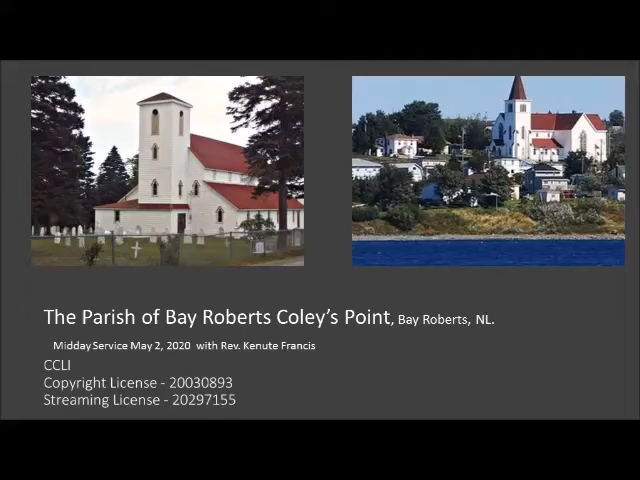 The Parish of Bay Roberts Coley's Point, Bay Roberts, NL.
Midday Service May 2, 2020 with Rev. Kenute Francis
CCLI
Copyright License - 20030893
Streaming License - 20297155